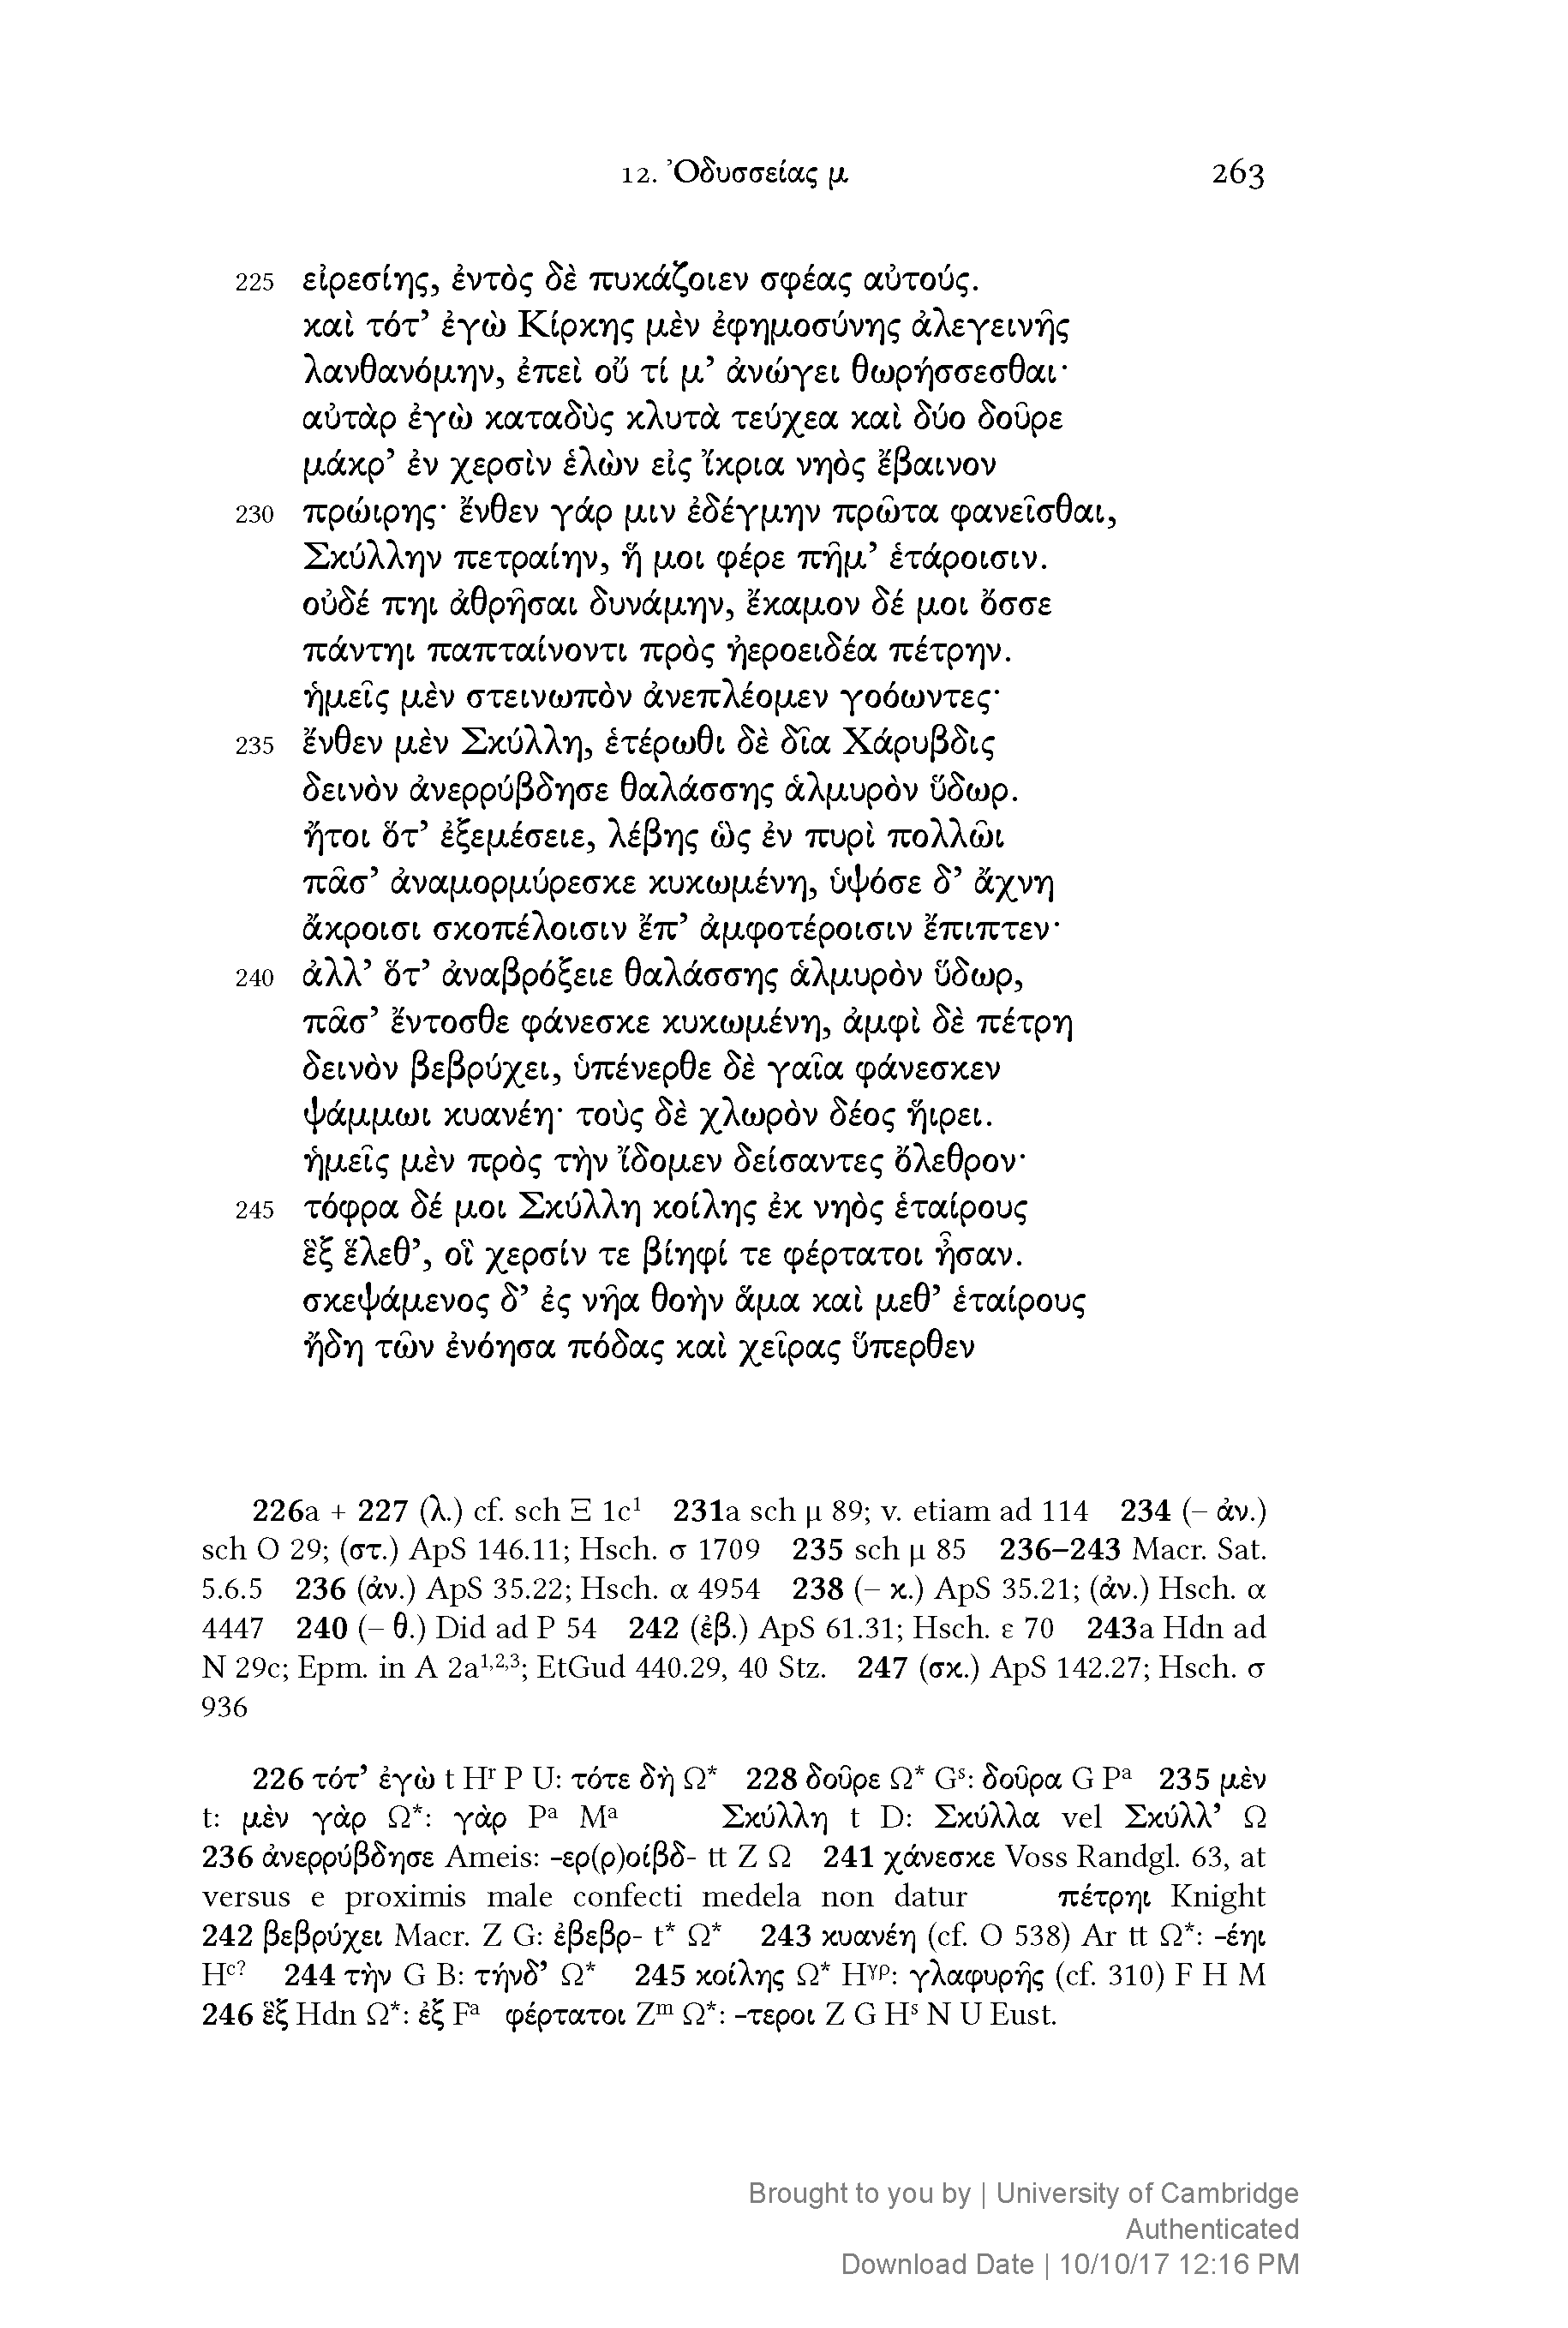 12. Ὀδυσσείας μ 263
225 εἰρεσίης, ἐντὸς δὲ πυκάζοιεν σφέας αὐτούς.
καὶ τότ’ ἐγὼ Κίρκης μὲν ἐφημοσύνης ἀλεγεινῆς
λανθανόμην, ἐπεὶ οὔ τί μ’ ἀνώγει θωρήσσεσθαι·
αὐτὰρ ἐγὼ καταδὺς κλυτὰ τεύχεα καὶ δύο δοῦρε
μάκρ’ ἐν χερσὶν ἑλὼν εἰς ἴκρια νηὸς ἔβαινον
230 πρώιρης· ἔνθεν γάρ μιν ἐδέγμην πρῶτα φανεῖσθαι,
Σκύλλην πετραίην, ἥ μοι φέρε πῆμ’ ἑτάροισιν.
οὐδέ πηι ἀθρῆσαι δυνάμην, ἔκαμον δέ μοι ὄσσε
πάντηι παπταίνοντι πρὸς ἠεροειδέα πέτρην.
ἡμεῖς μὲν στεινωπὸν ἀνεπλέομεν γοόωντες·
235 ἔνθεν μὲν Σκύλλη, ἑτέρωθι δὲ δῖα Χάρυβδις
δεινὸν ἀνερρύβδησε θαλάσσης ἁλμυρὸν ὕδωρ.
ἤτοι ὅτ’ ἐξεμέσειε, λέβης ὣς ἐν πυρὶ πολλῶι
πᾶσ’ ἀναμορμύρεσκε κυκωμένη, ὑψόσε δ’ ἄχνη
ἄκροισι σκοπέλοισιν ἔπ’ ἀμφοτέροισιν ἔπιπτεν·
240 ἀλλ’ ὅτ’ ἀναβρόξειε θαλάσσης ἁλμυρὸν ὕδωρ,
πᾶσ’ ἔντοσθε φάνεσκε κυκωμένη, ἀμφὶ δὲ πέτρη
δεινὸν βεβρύχει, ὑπένερθε δὲ γαῖα φάνεσκεν
ψάμμωι κυανέη· τοὺς δὲ χλωρὸν δέος ἥιρει.
ἡμεῖς μὲν πρὸς τὴν ἴδομεν δείσαντες ὄλεθρον·
245 τόφρα δέ μοι Σκύλλη κοίλης ἐκ νηὸς ἑταίρους
ἓξ ἕλεθ’, οἳ χερσίν τε βίηφί τε φέρτατοι ἦσαν.
σκεψάμενος δ’ ἐς νῆα θοὴν ἅμα καὶ μεθ’ ἑταίρους
ἤδη τῶν ἐνόησα πόδας καὶ χεῖρας ὕπερθεν
226a + 227 (λ.) cf. sch Ξ 1c¹ 231a sch μ 89; v. etiam ad 114 234 (– ἀν.)
sch O 29; (στ.) ApS 146.11; Hsch. σ 1709 235 sch μ 85 236–243 Macr. Sat.
5.6.5 236 (ἀν.) ApS 35.22; Hsch. α 4954 238 (– κ.) ApS 35.21; (ἀν.) Hsch. α
4447 240 (– θ.) Did ad P 54 242 (ἐβ.) ApS 61.31; Hsch. ε 70 243a Hdn ad
N 29c; Epm. in A 2a¹˒²˒³; EtGud 440.29, 40 Stz. 247 (σκ.) ApS 142.27; Hsch. σ
936
226 τότ’ ἐγὼ t Hʳ P U: τότε δὴ Ω* 228 δοῦρε Ω* Gˢ: δοῦρα G Pᵃ 235 μὲν
t: μὲν γὰρ Ω*: γὰρ Pᵃ Mᵃ Σκύλλη t D: Σκύλλα vel Σκύλλ’ Ω
236 ἀνερρύβδησε Ameis: -ερ(ρ)οίβδ- tt Z Ω 241 χάνεσκε Voss Randgl. 63, at
versus e proximis male confecti medela non datur πέτρηι Knight
242 βεβρύχει Macr. Z G: ἐβεβρ- t* Ω* 243 κυανέη (cf. O 538) Ar tt Ω*: -έηι
Hᶜ? 244 τὴν G B: τήνδ’ Ω* 245 κοίλης Ω* Hᵞᵖ: γλαφυρῆς (cf. 310) F H M
246 ἓξ Hdn Ω*: ἐξ Fᵃ φέρτατοι Zᵐ Ω*: -τεροι Z G Hˢ N U Eust.
Brought to you by | University of Cambridge
Authenticated
Download Date | 10/10/17 12:16 PM